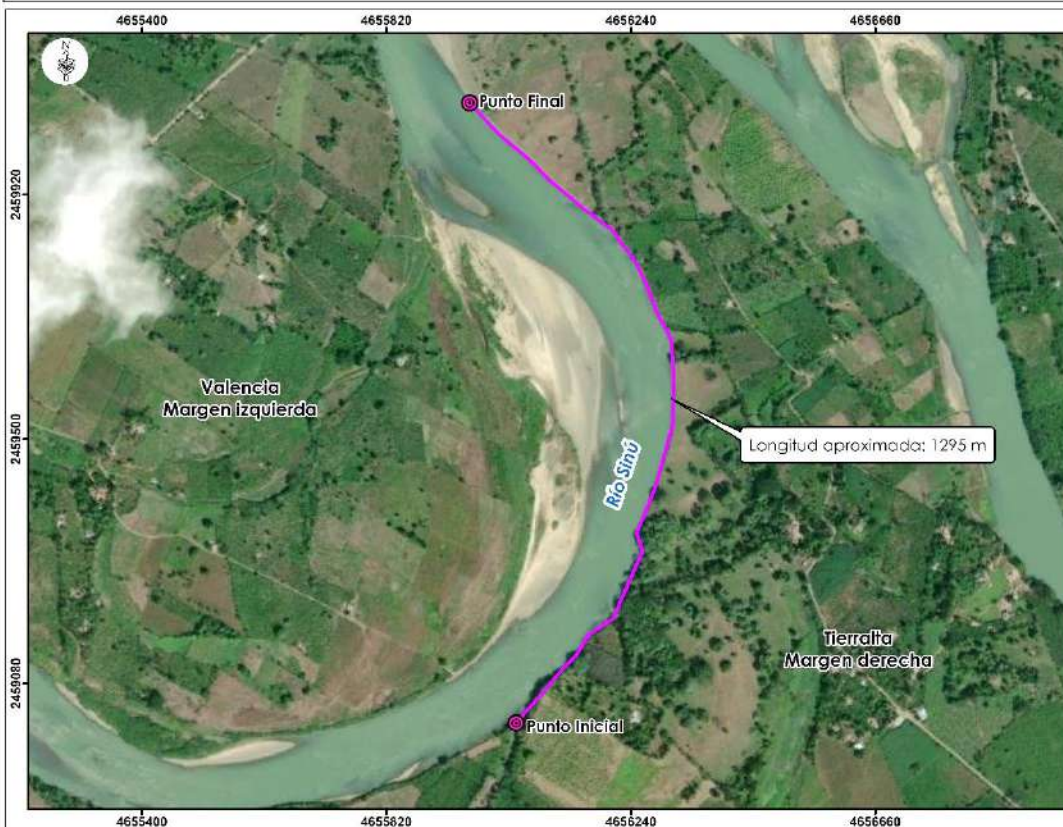 4655400 4655820 4656240 4656660
N
Punto Final
2459920
Valencia
Margen izquierda
Longitud aproximada: 1295 m
2459500
Río Sinú
Tierralta
Margen derecha
2459080
Punto Inicial
4655400 4655820 4656240 4656660